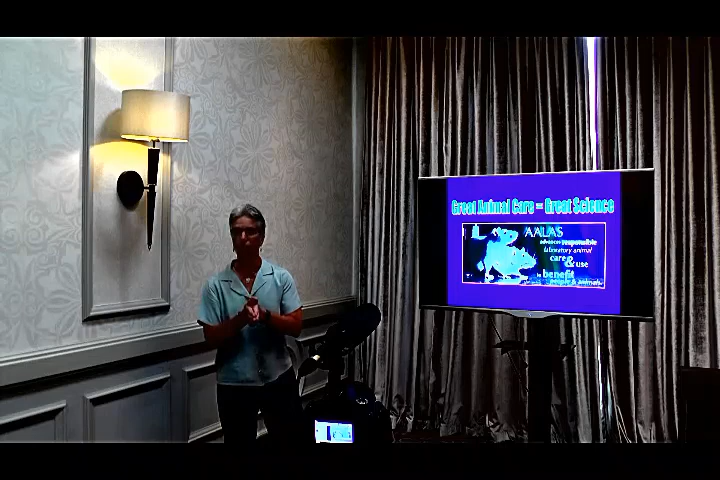 Great Animal Care = Great Science
AALAS
advances responsible
laboratory animal
care & use
to benefit
people & animals